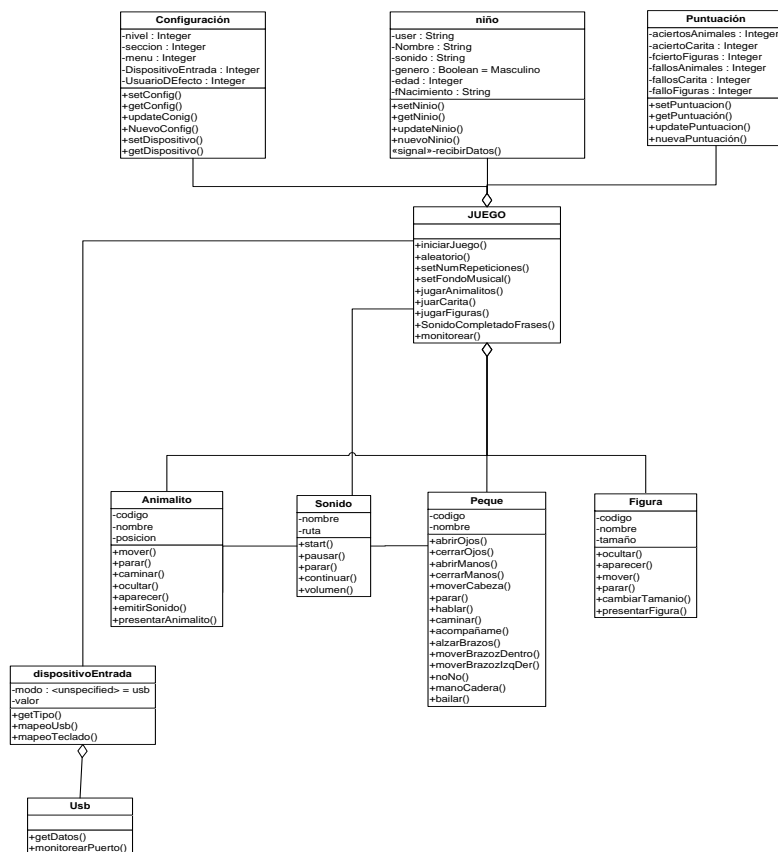 Configuración
-nivel : Integer
-seccion : Integer
-menu : Integer
-DispositivoEntrada : Integer
-UsuarioDEfecto : Integer
+setConfig()
+getConfig()
+updateConig()
+NuevoConfig()
+setDispositivo()
+getDispositivo()
niño
-user : String
-Nombre : String
-sonido : String
-genero : Boolean = Masculino
-edad : Integer
-fNacimiento : String
+setNinio()
+getNinio()
+updateNinio()
+nuevoNinio()
«signal»-recibirDatos()
Puntuación
-aciertosAnimales : Integer
-aciertoCarita : Integer
-fciertoFiguras : Integer
-fallosAnimales : Integer
-fallosCarita : Integer
-falloFiguras : Integer
+setPuntuacion()
+getPuntuación()
+updatePuntuacion()
+nuevaPuntuación()
JUEGO
+iniciarJuego()
+aleatorio()
+setNumRepeticiones()
+setFondoMusical()
+jugarAnimalitos()
+juarCarita()
+jugarFiguras()
+SonidoCompletadoFrases()
+monitorear()
Animalito
-codigo
-nombre
-posicion
+mover()
+parar()
+caminar()
+ocultar()
+aparecer()
+emitirSonido()
+presentarAnimalito()
Sonido
-nombre
-ruta
+start()
+pausar()
+parar()
+continuar()
+volumen()
Peque
-codigo
-nombre
+abrirOjos()
+cerrarOjos()
+abrirManos()
+cerrarManos()
+moverCabeza()
+parar()
+hablar()
+caminar()
+acompañame()
+alzarBrazos()
+moverBrazozDentro()
+moverBrazozIzqDer()
+noNo()
+manoCadera()
+bailar()
Figura
-codigo
-nombre
-tamaño
+ocultar()
+aparecer()
+mover()
+parar()
+cambiarTamanio()
+presentarFigura()
dispositivoEntrada
-modo : <unspecified> = usb
-valor
+getTipo()
+mapeoUsb()
+mapeoTeclado()
Usb
+getDatos()
+monitorearPuerto()